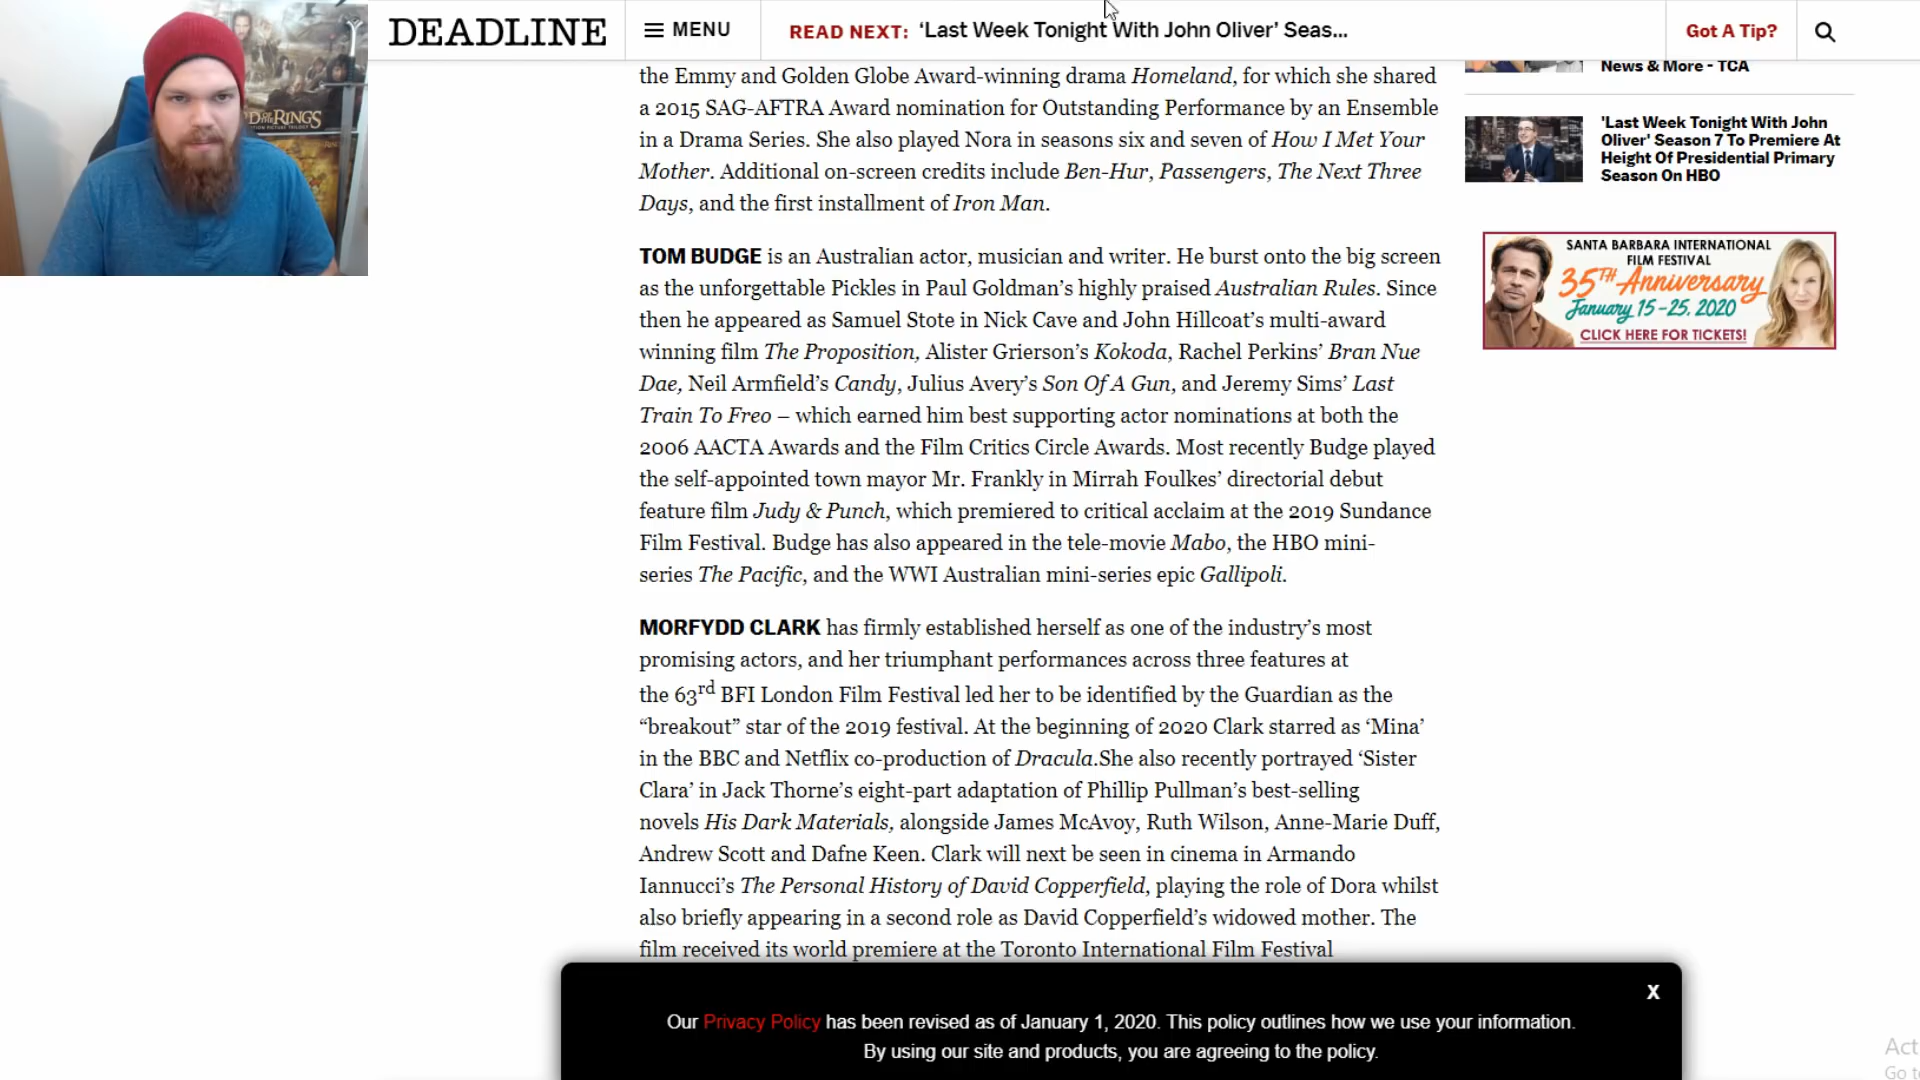 DEADLINE
MENU
READ NEXT: ‘Last Week Tonight With John Oliver’ Seas...
Got A Tip?
D OF THE RINGS
the Emmy and Golden Globe Award-winning drama Homeland, for which she shared
a 2015 SAG-AFTRA Award nomination for Outstanding Performance by an Ensemble
in a Drama Series. She also played Nora in seasons six and seven of How I Met Your
Mother. Additional on-screen credits include Ben-Hur, Passengers, The Next Three
Days, and the first installment of Iron Man.
TOM BUDGE is an Australian actor, musician and writer. He burst onto the big screen
as the unforgettable Pickles in Paul Goldman’s highly praised Australian Rules. Since
then he appeared as Samuel Stote in Nick Cave and John Hillcoat’s multi-award
winning film The Proposition, Alister Grierson’s Kokoda, Rachel Perkins’ Bran Nue
Dae, Neil Armfield’s Candy, Julius Avery’s Son Of A Gun, and Jeremy Sims’ Last
Train To Freo – which earned him best supporting actor nominations at both the
2006 AACTA Awards and the Film Critics Circle Awards. Most recently Budge played
the self-appointed town mayor Mr. Frankly in Mirrah Foulkes’ directorial debut
feature film Judy & Punch, which premiered to critical acclaim at the 2019 Sundance
Film Festival. Budge has also appeared in the tele-movie Mabo, the HBO mini-
series The Pacific, and the WWI Australian mini-series epic Gallipoli.
MORFYDD CLARK has firmly established herself as one of the industry’s most
promising actors, and her triumphant performances across three features at
the 63rd BFI London Film Festival led her to be identified by the Guardian as the
“breakout” star of the 2019 festival. At the beginning of 2020 Clark starred as ‘Mina’
in the BBC and Netflix co-production of Dracula.She also recently portrayed ‘Sister
Clara’ in Jack Thorne’s eight-part adaptation of Phillip Pullman’s best-selling
novels His Dark Materials, alongside James McAvoy, Ruth Wilson, Anne-Marie Duff,
Andrew Scott and Dafne Keen. Clark will next be seen in cinema in Armando
Iannucci’s The Personal History of David Copperfield, playing the role of Dora whilst
also briefly appearing in a second role as David Copperfield’s widowed mother. The
film received its world premiere at the Toronto International Film Festival
News & More - TCA
'Last Week Tonight With John
Oliver' Season 7 To Premiere At
Height Of Presidential Primary
Season On HBO
SANTA BARBARA INTERNATIONAL
FILM FESTIVAL
35TH Anniversary
January 15-25, 2020
CLICK HERE FOR TICKETS!
X
Our Privacy Policy has been revised as of January 1, 2020. This policy outlines how we use your information.
By using our site and products, you are agreeing to the policy.
Act
Go t